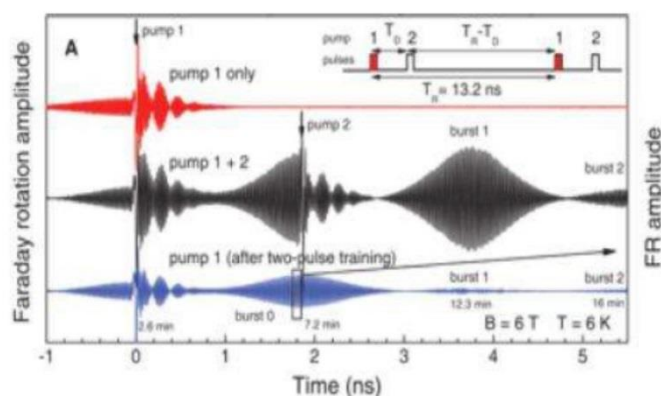 A
pump 1
pump 1 2 1 2
pulses
T_D T_R-T_D
T_R= 13.2 ns
pump 1 only
pump 2
pump 1 + 2
burst 1
burst 2
pump 1 (after two-pulse training)
burst 1
burst 2
burst 0
2.6 min
7.2 min
12.3 min
16 min
B = 6 T T = 6 K
-1 0 1 2 3 4 5
Time (ns)
Faraday rotation amplitude
FR amplitude